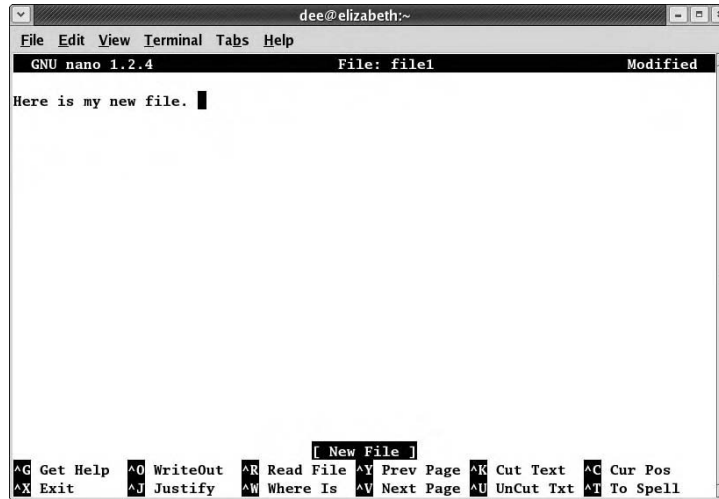 dee@elizabeth:~
File Edit View Terminal Tabs Help
GNU nano 1.2.4 File: file1 Modified
Here is my new file.
[ New File ]
^G Get Help ^O WriteOut ^R Read File ^Y Prev Page ^K Cut Text ^C Cur Pos
^X Exit ^J Justify ^W Where Is ^V Next Page ^U UnCut Txt ^T To Spell